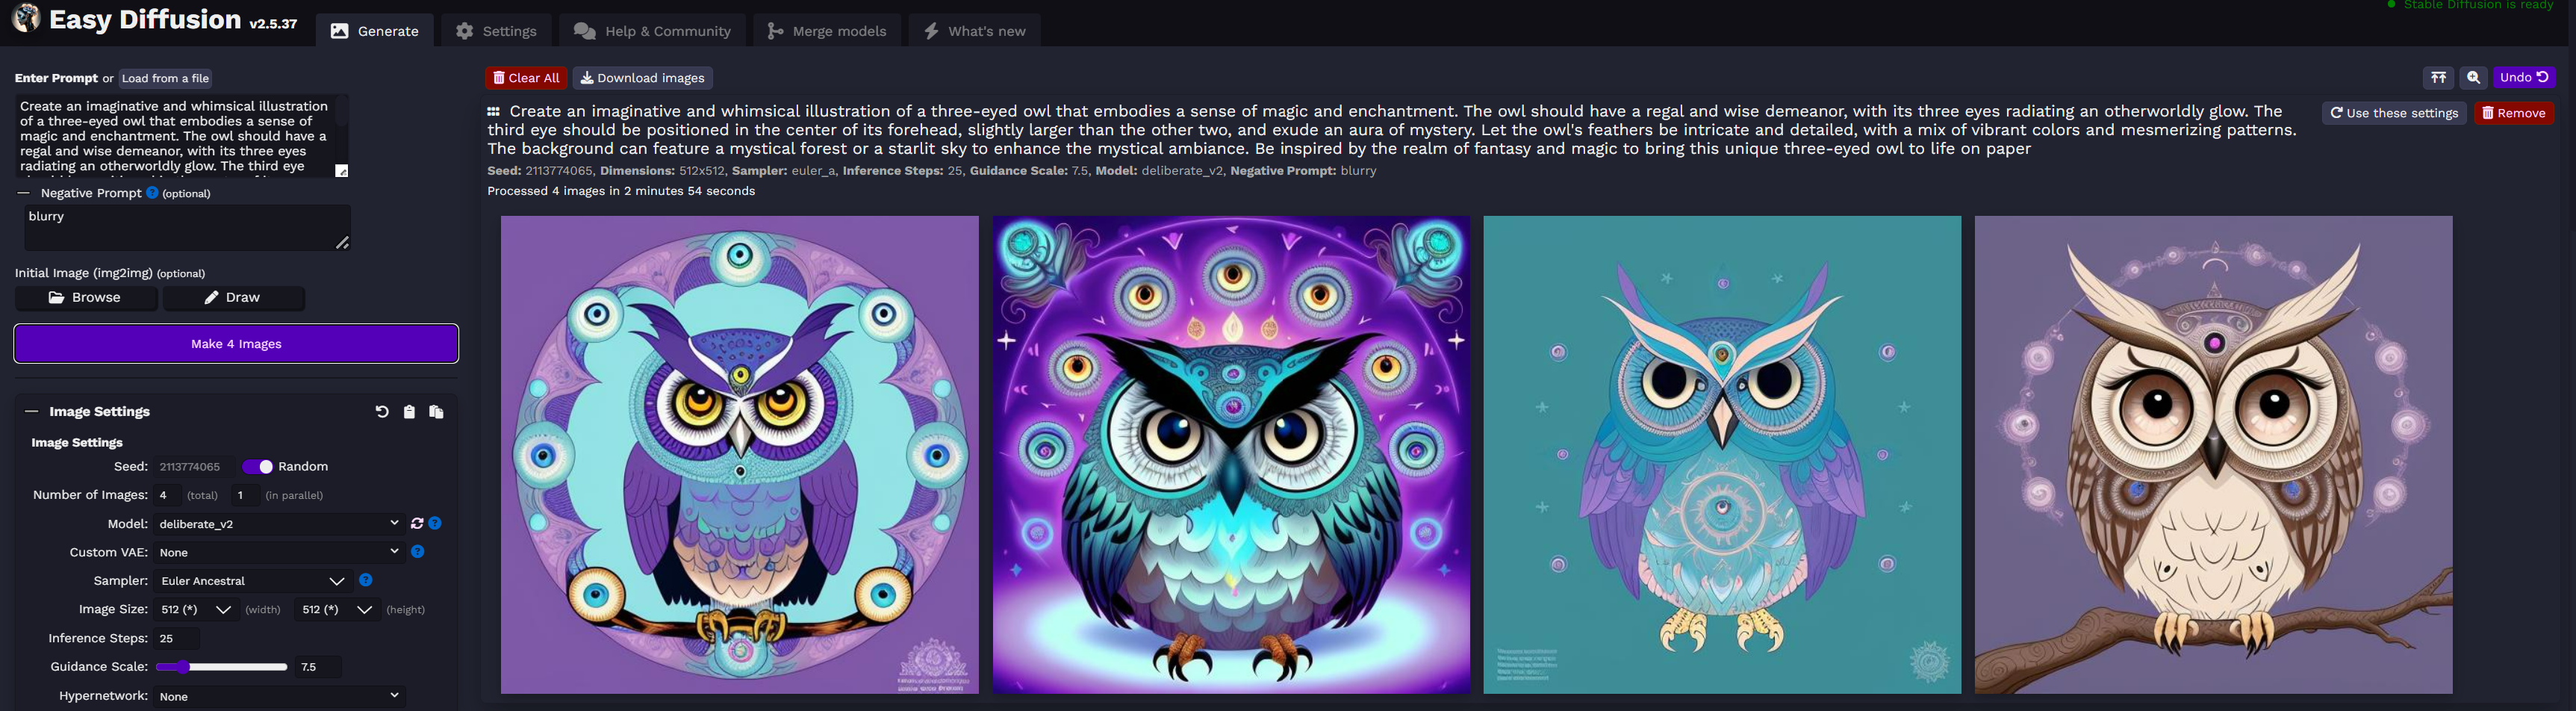 Easy Diffusion v2.5.37
Generate
Settings
Help & Community
Merge models
What's new
Stable Diffusion is ready
Enter Prompt or Load from a file
Create an imaginative and whimsical illustration
of a three-eyed owl that embodies a sense of
magic and enchantment. The owl should have a
regal and wise demeanor, with its three eyes
radiating an otherworldly glow. The third eye
Negative Prompt ? (optional)
blurry
Initial Image (img2img) (optional)
Browse
Draw
Make 4 Images
Image Settings
Image Settings
Seed: 2113774065 Random
Number of Images: 4 (total) 1 (in parallel)
Model: deliberate_v2 ?
Custom VAE: None ?
Sampler: Euler Ancestral ?
Image Size: 512 (*) (width) 512 (*) (height)
Inference Steps: 25
Guidance Scale: 7.5
Hypernetwork: None
Clear All
Download images
Undo
Create an imaginative and whimsical illustration of a three-eyed owl that embodies a sense of magic and enchantment. The owl should have a regal and wise demeanor, with its three eyes radiating an otherworldly glow. The
third eye should be positioned in the center of its forehead, slightly larger than the other two, and exude an aura of mystery. Let the owl's feathers be intricate and detailed, with a mix of vibrant colors and mesmerizing patterns.
The background can feature a mystical forest or a starlit sky to enhance the mystical ambiance. Be inspired by the realm of fantasy and magic to bring this unique three-eyed owl to life on paper
Use these settings
Remove
Seed: 2113774065, Dimensions: 512x512, Sampler: euler_a, Inference Steps: 25, Guidance Scale: 7.5, Model: deliberate_v2, Negative Prompt: blurry
Processed 4 images in 2 minutes 54 seconds